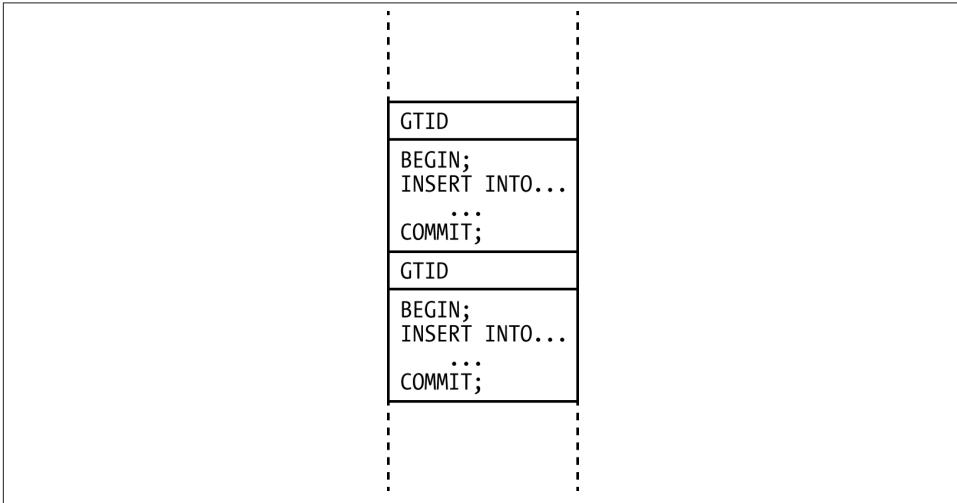 GTID
BEGIN;
INSERT INTO...
...
COMMIT;
GTID
BEGIN;
INSERT INTO...
...
COMMIT;